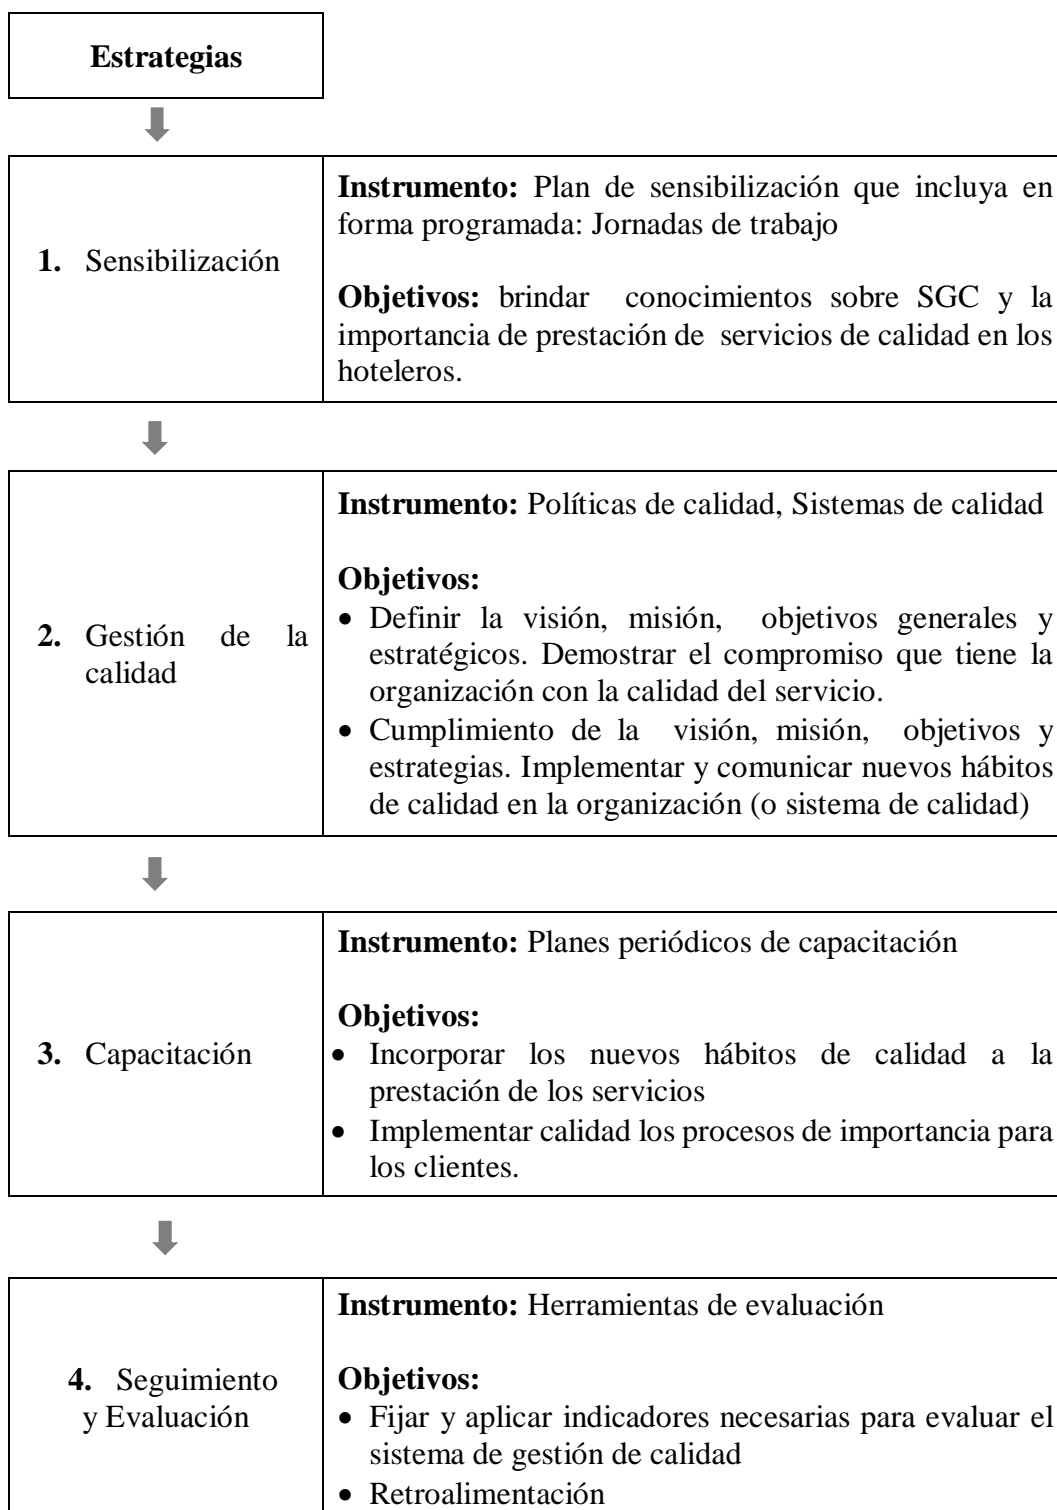 Estrategias
1. Sensibilización
Instrumento: Plan de sensibilización que incluya en
forma programada: Jornadas de trabajo
Objetivos: brindar conocimientos sobre SGC y la
importancia de prestación de servicios de calidad en los
hoteleros.
2. Gestión de la
calidad
Instrumento: Políticas de calidad, Sistemas de calidad
Objetivos:
• Definir la visión, misión, objetivos generales y
estratégicos. Demostrar el compromiso que tiene la
organización con la calidad del servicio.
• Cumplimiento de la visión, misión, objetivos y
estrategias. Implementar y comunicar nuevos hábitos
de calidad en la organización (o sistema de calidad)
3. Capacitación
Instrumento: Planes periódicos de capacitación
Objetivos:
• Incorporar los nuevos hábitos de calidad a la
prestación de los servicios
• Implementar calidad los procesos de importancia para
los clientes.
4. Seguimiento
y Evaluación
Instrumento: Herramientas de evaluación
Objetivos:
• Fijar y aplicar indicadores necesarias para evaluar el
sistema de gestión de calidad
• Retroalimentación